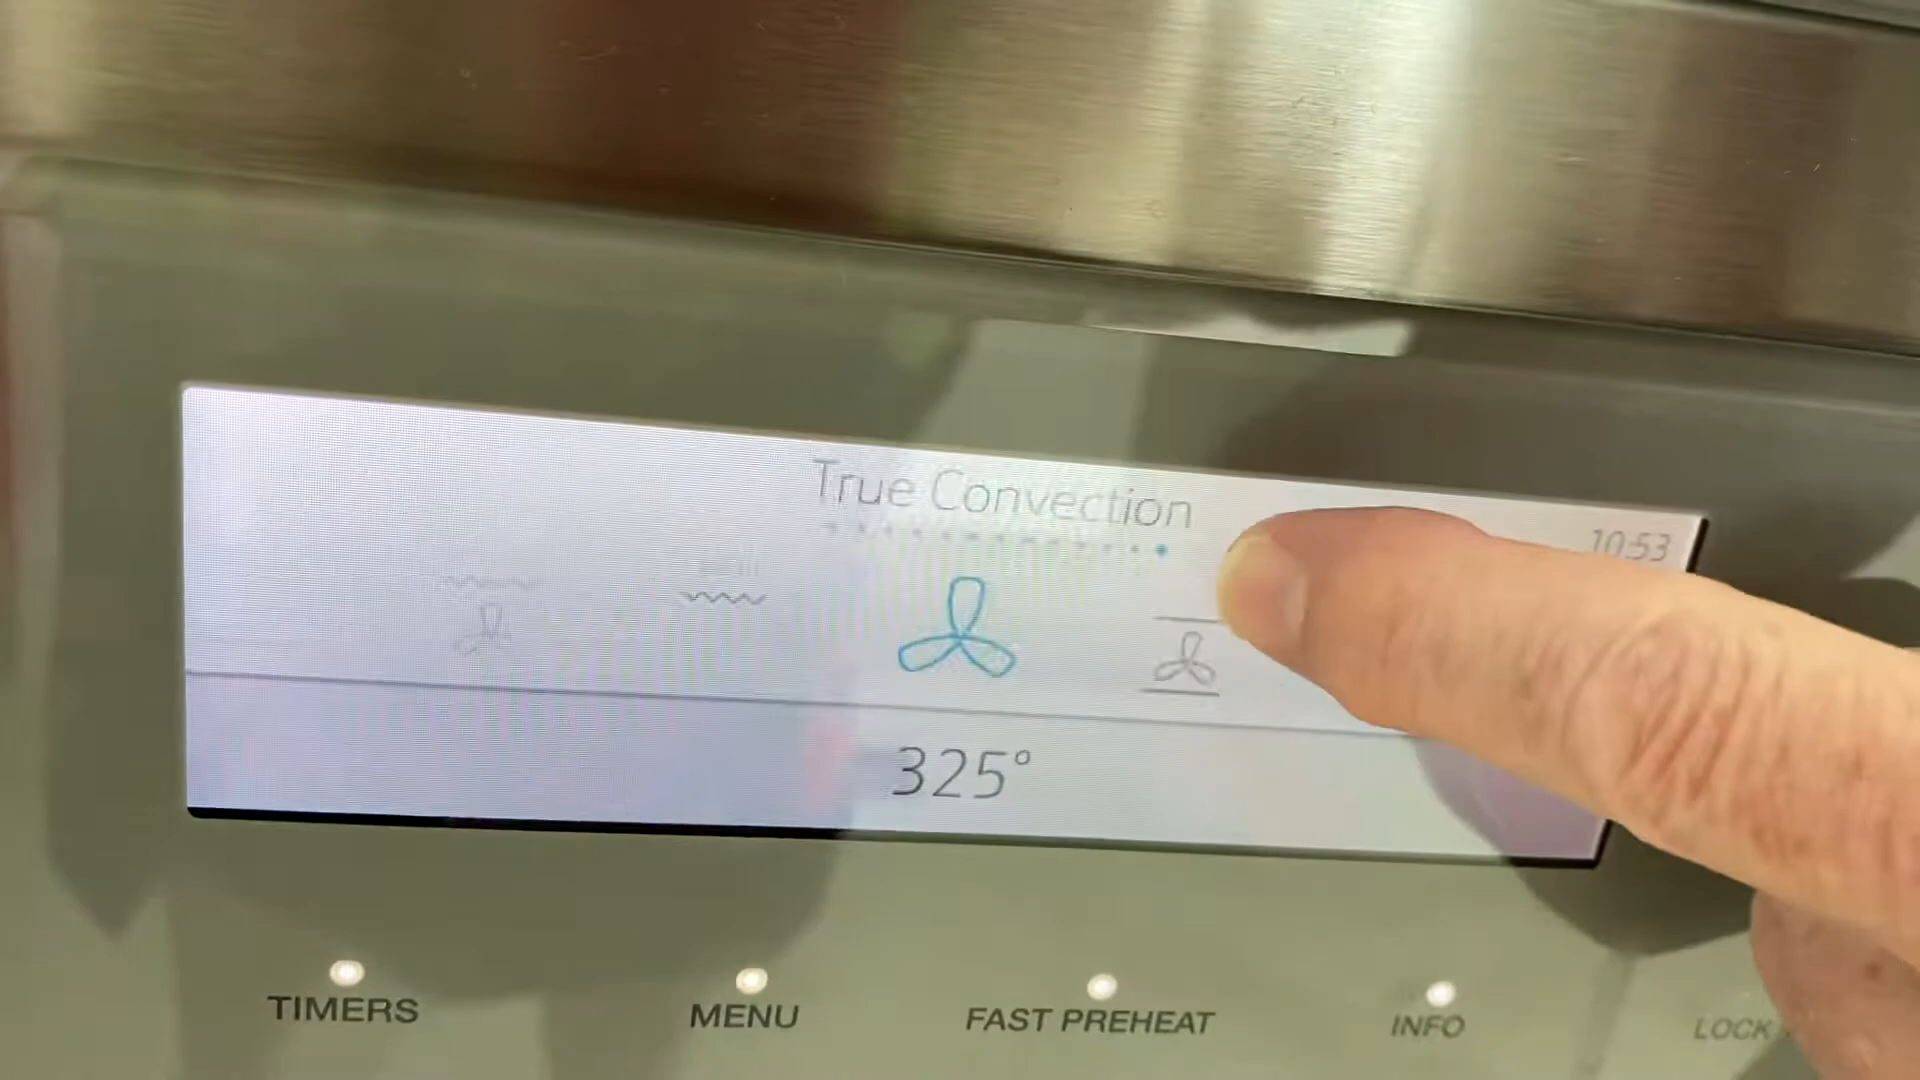 True Convection
10:53
325°
TIMERS
MENU
FAST PREHEAT
INFO
LOCK